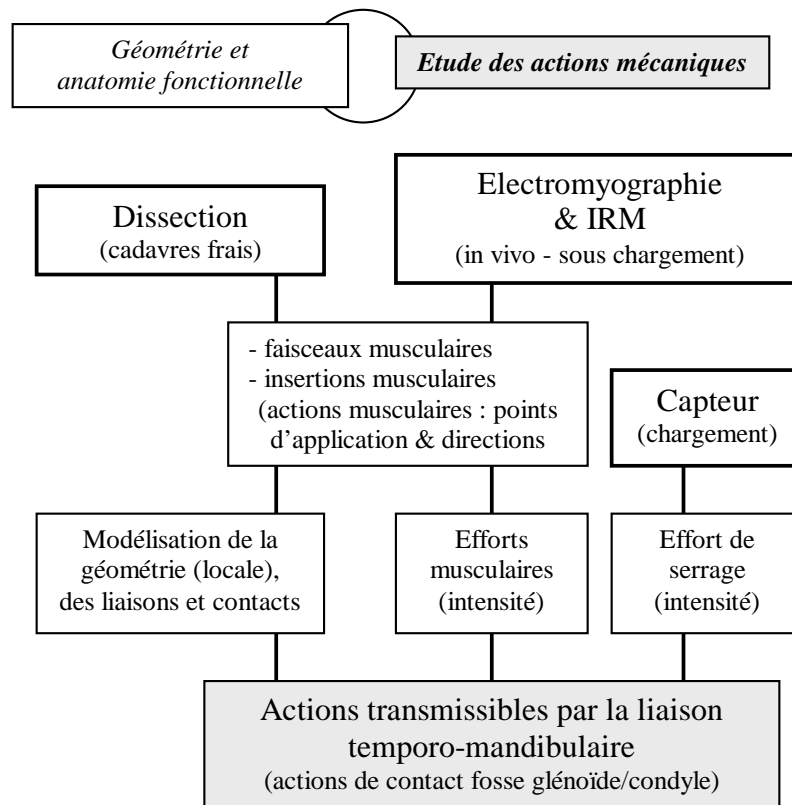 Géométrie et
anatomie fonctionnelle
Etude des actions mécaniques
Dissection
(cadavres frais)
Electromyographie
& IRM
(in vivo - sous chargement)
- faisceaux musculaires
- insertions musculaires
(actions musculaires : points
d’application & directions
Capteur
(chargement)
Modélisation de la
géométrie (locale),
des liaisons et contacts
Efforts
musculaires
(intensité)
Effort de
serrage
(intensité)
Actions transmissibles par la liaison
temporo-mandibulaire
(actions de contact fosse glénoïde/condyle)